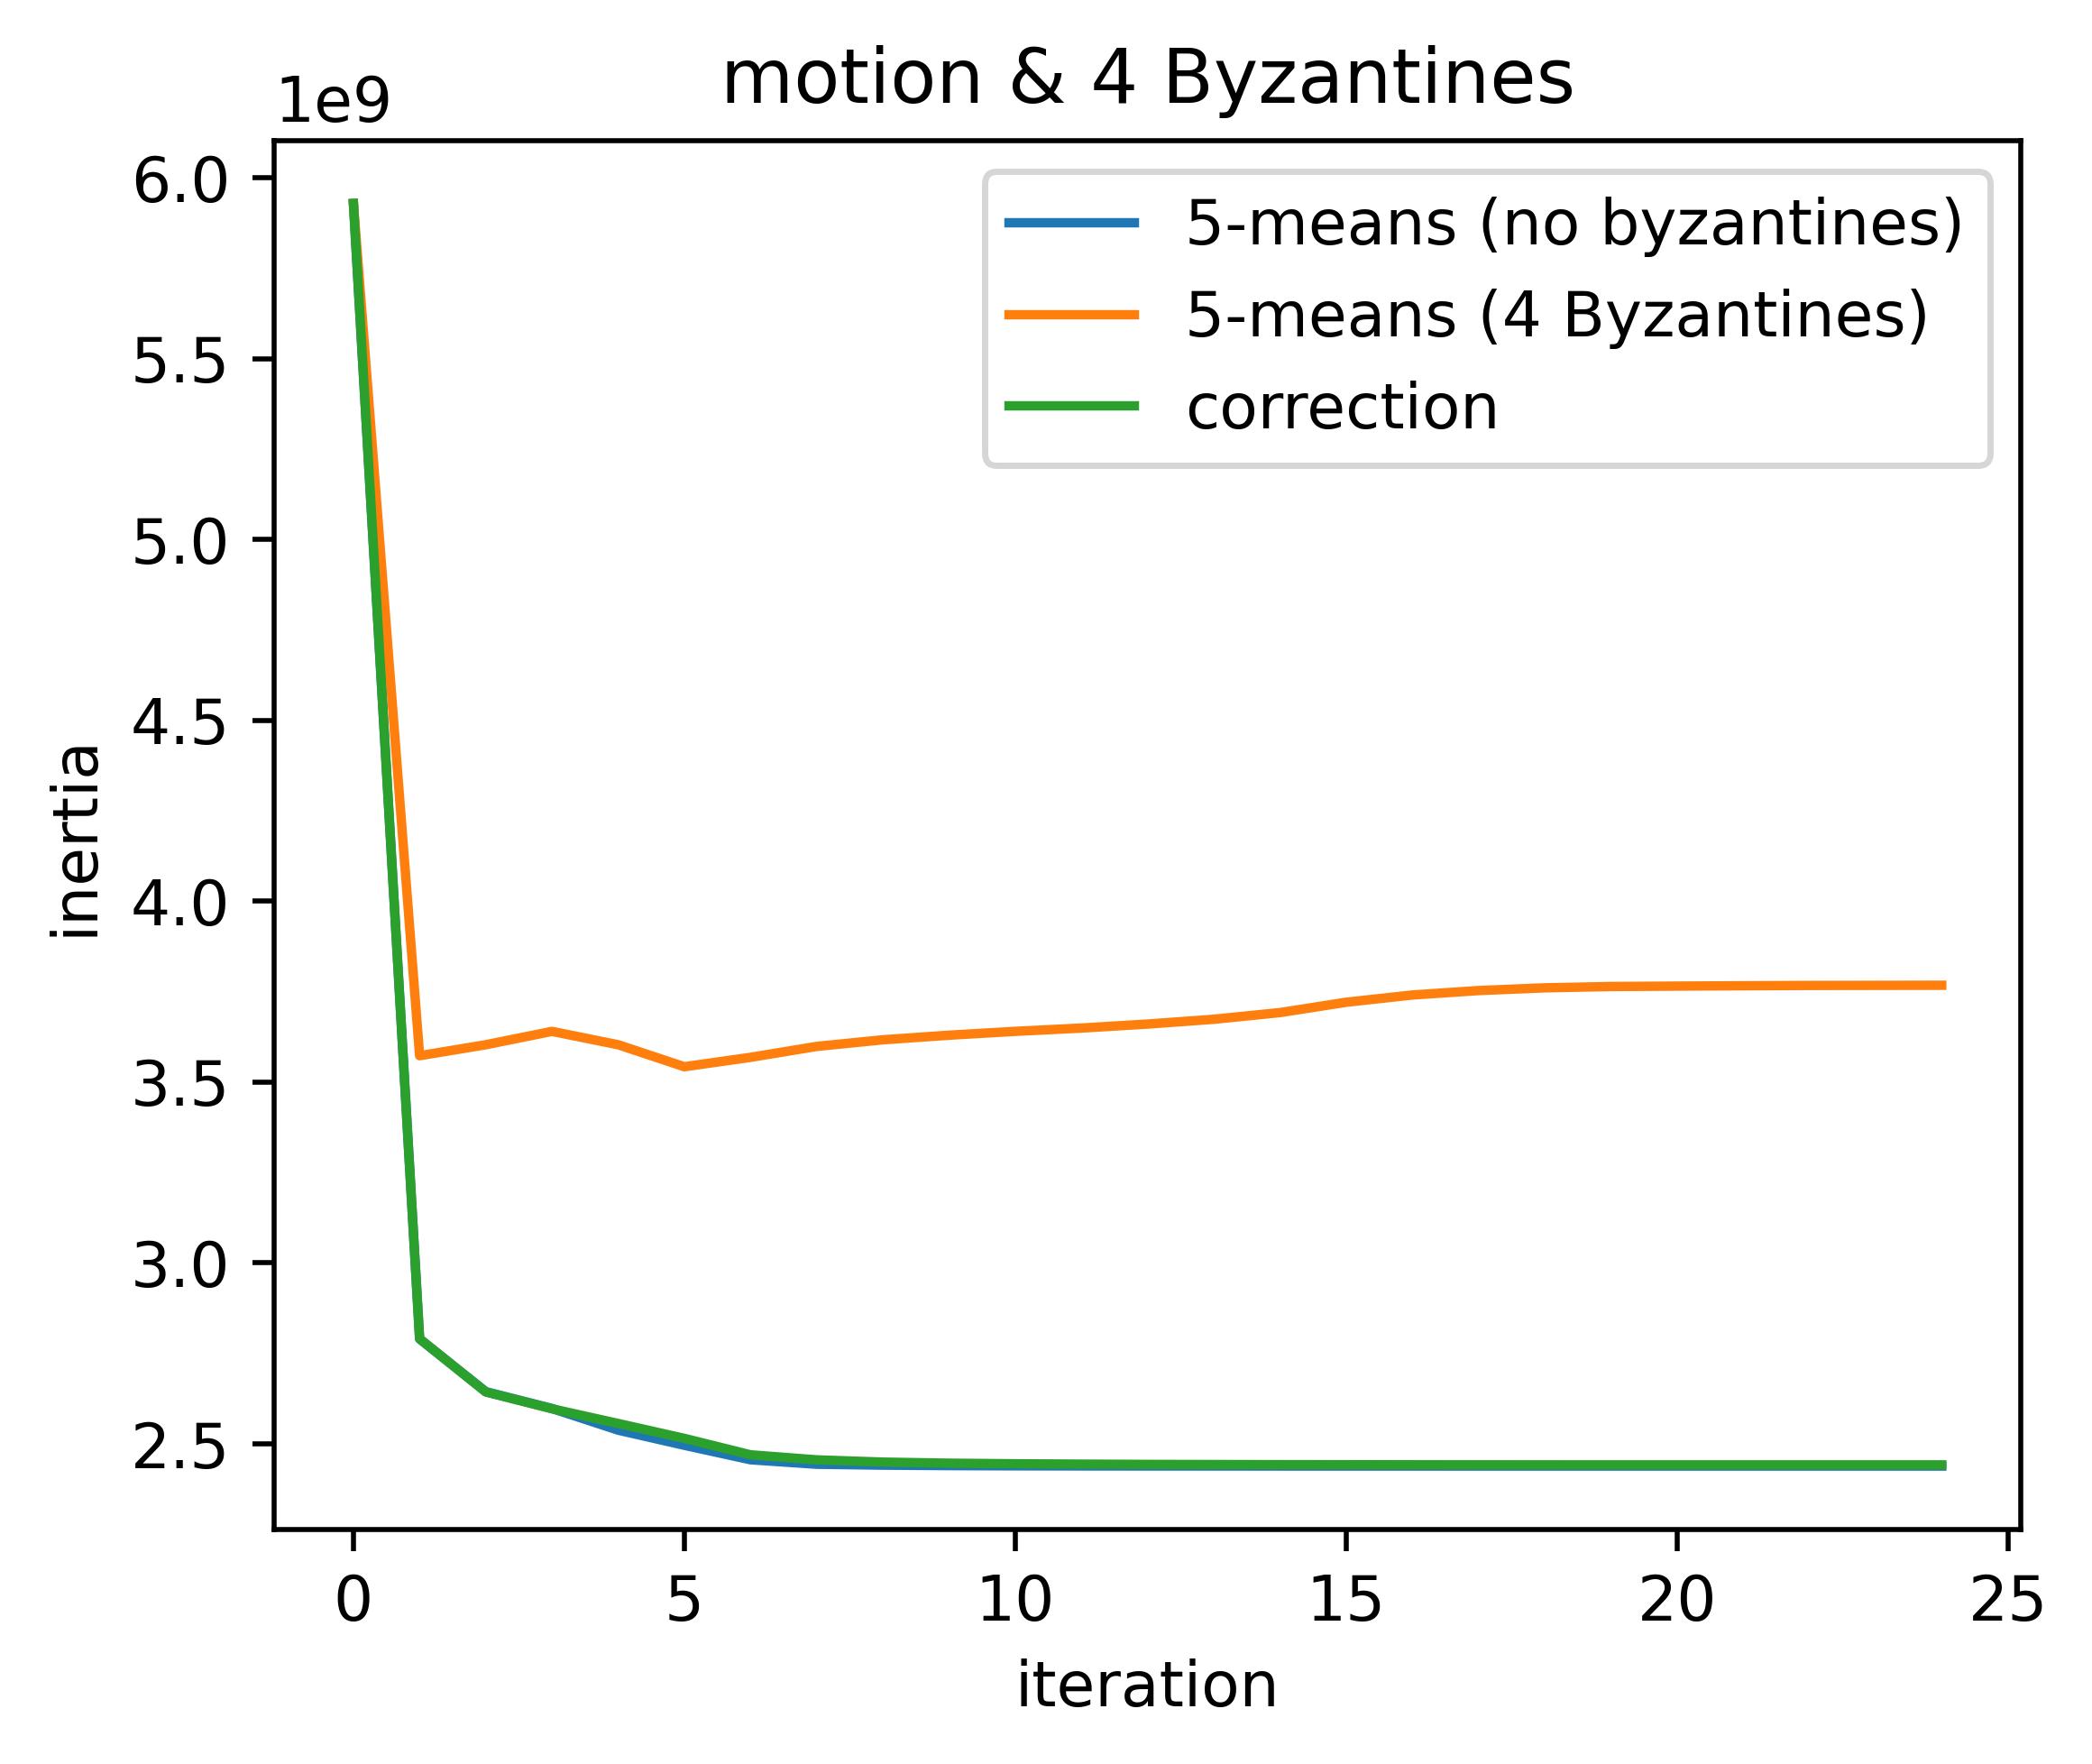 motion & 4 Byzantines
1e9
6.0
5.5
5.0
4.5
4.0
3.5
3.0
2.5
inertia
5-means (no byzantines)
5-means (4 Byzantines)
correction
0 5 10 15 20 25
iteration